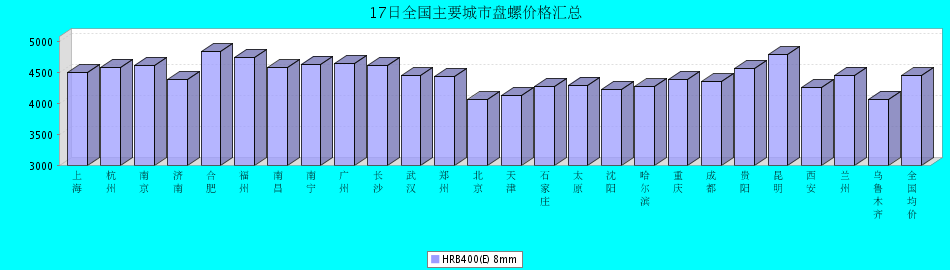 17日全国主要城市盘螺价格汇总
5000
4500
4000
3500
3000
上海
杭州
南京
济南
合肥
福州
南昌
南宁
广州
长沙
武汉
郑州
北京
天津
石家庄
太原
沈阳
哈尔滨
重庆
成都
贵阳
昆明
西安
兰州
乌鲁木齐
全国均价
HRB400(E) 8mm